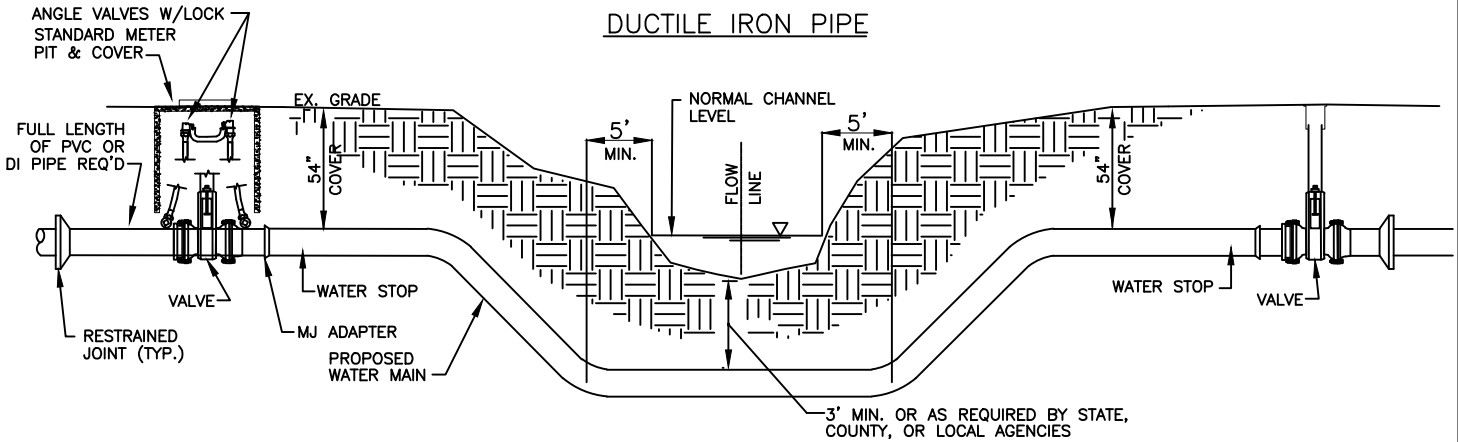 DUCTILE IRON PIPE
ANGLE VALVES W/LOCK
STANDARD METER
PIT & COVER
EX. GRADE
FULL LENGTH
OF PVC OR
DI PIPE REQ'D
54"
COVER
5'
MIN.
NORMAL CHANNEL
LEVEL
FLOW
LINE
5'
MIN.
54"
COVER
VALVE
WATER STOP
MJ ADAPTER
RESTRAINED
JOINT (TYP.)
PROPOSED
WATER MAIN
WATER STOP
VALVE
3' MIN. OR AS REQUIRED BY STATE,
COUNTY, OR LOCAL AGENCIES